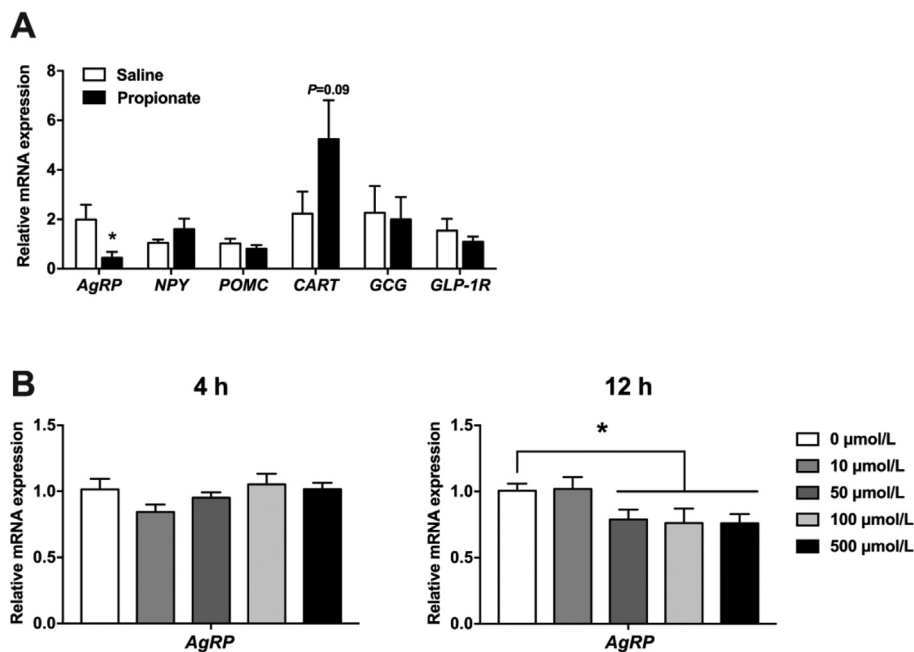 A
Relative mRNA expression
8
6
4
2
0
Saline
Propionate
P=0.09
*
AgRP NPY POMC CART GCG GLP-1R
B
4 h
Relative mRNA expression
1.5
1.0
0.5
0.0
AgRP
12 h
Relative mRNA expression
1.5
1.0
0.5
0.0
*
AgRP
0 µmol/L
10 µmol/L
50 µmol/L
100 µmol/L
500 µmol/L